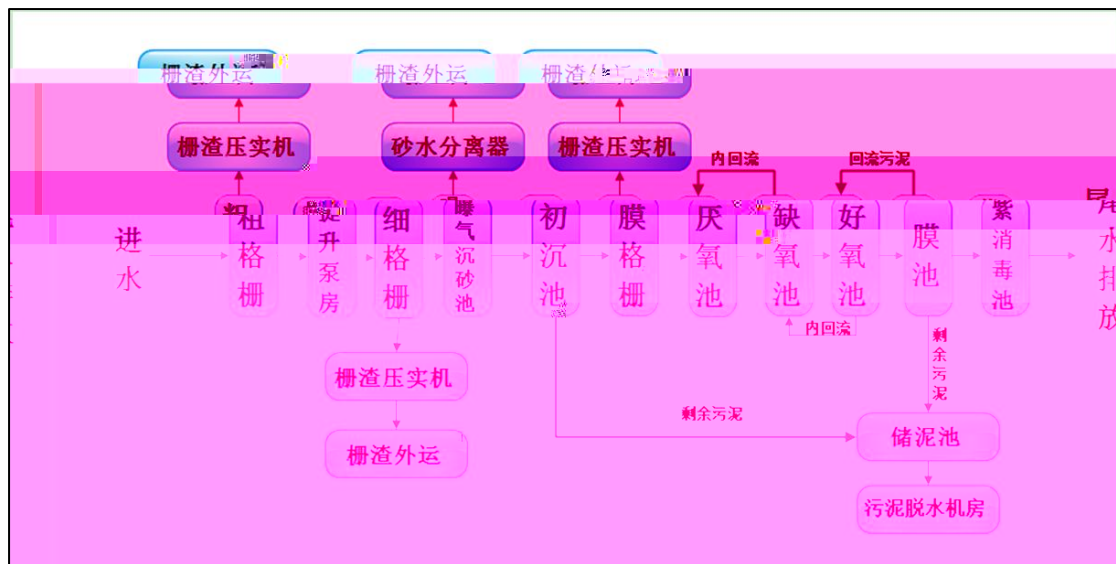 栅渣外运
栅渣外运
栅渣外运
栅渣压实机
砂水分离器
栅渣压实机
内回流
回流污泥
进水
粗格栅
提升泵房
细格栅
曝气沉砂池
初沉池
膜格栅
厌氧池
缺氧池
好氧池
膜池
紫消毒池
尾水排放
内回流
栅渣压实机
剩余污泥
栅渣外运
剩余污泥
储泥池
污泥脱水机房